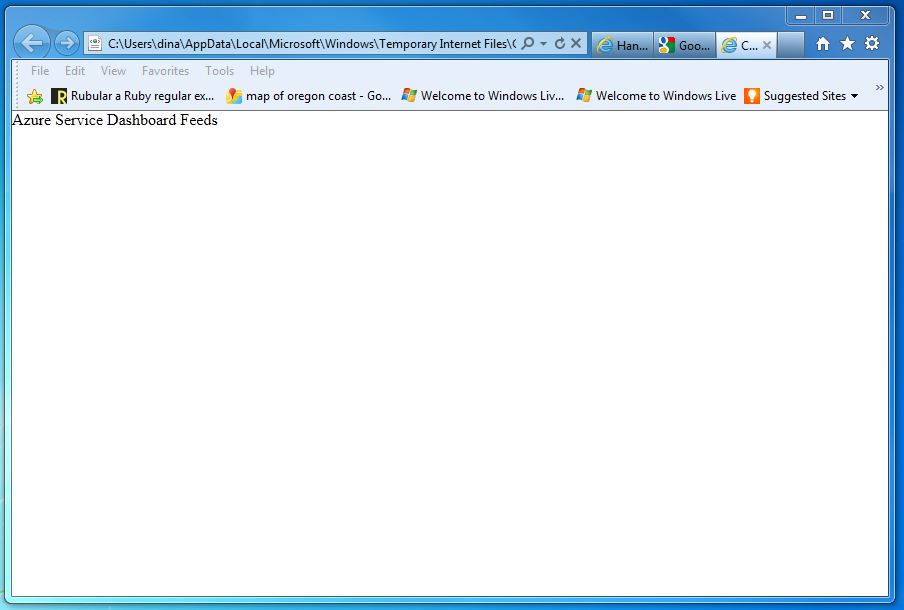 C:\Users\dina\AppData\Local\Microsoft\Windows\Temporary Internet Files\C
Han...
Goo...
C...
File Edit View Favorites Tools Help
Rubular a Ruby regular ex... map of oregon coast - Go... Welcome to Windows Liv... Welcome to Windows Live Suggested Sites
Azure Service Dashboard Feeds